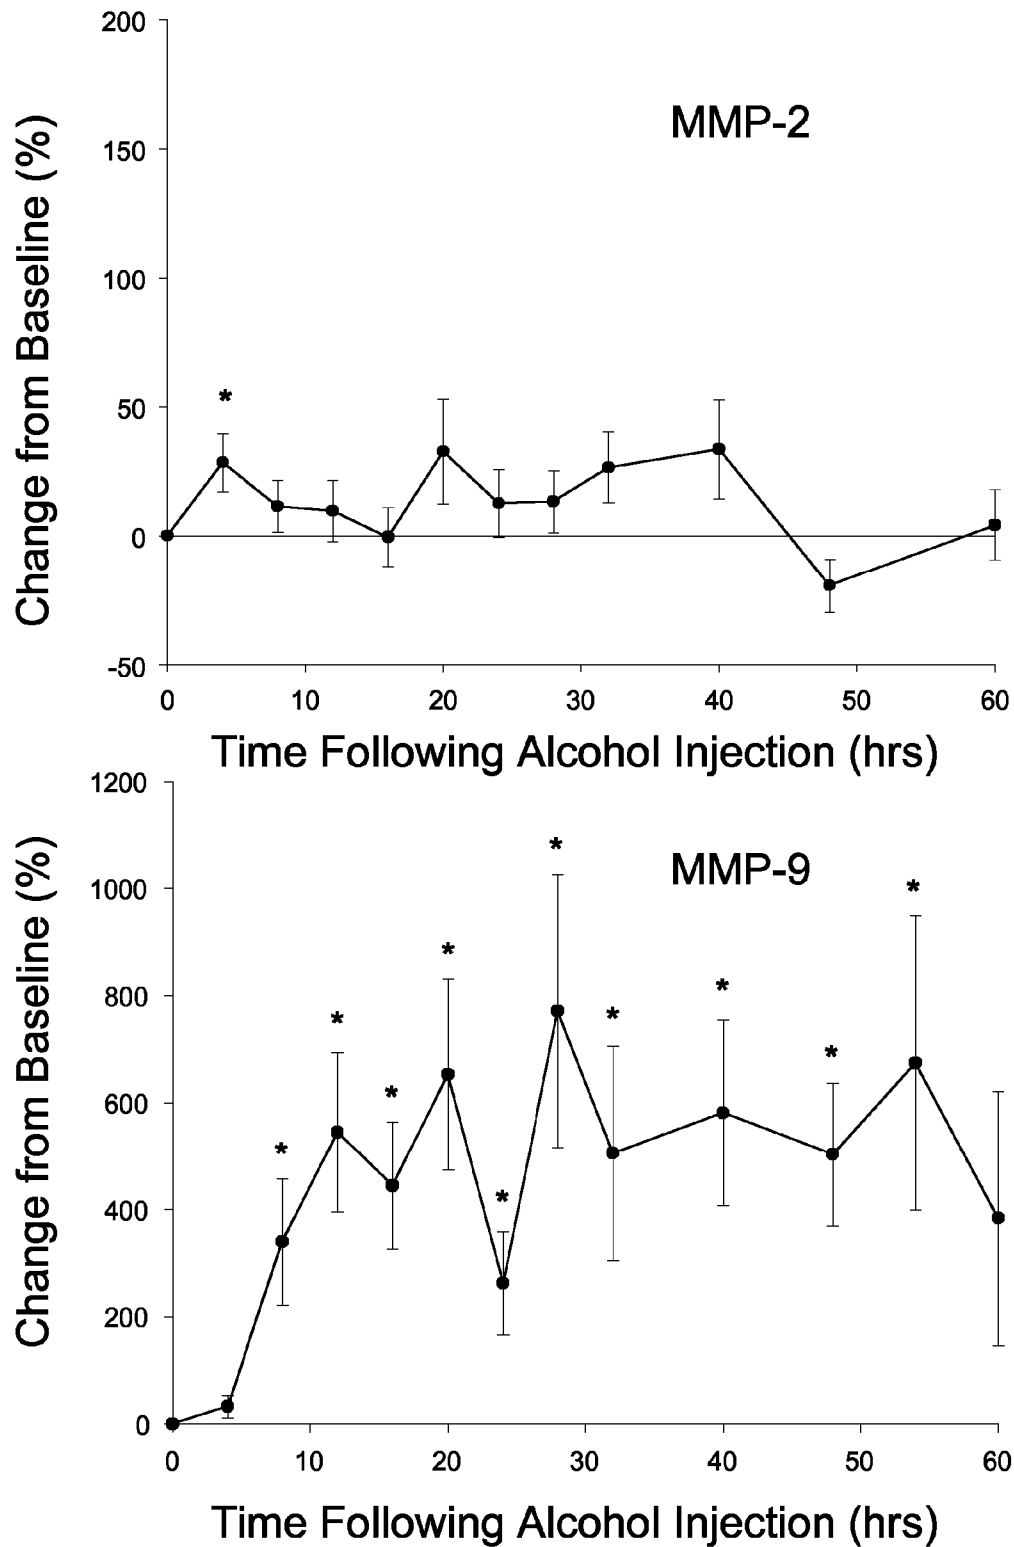 200
MMP-2
150
100
50
0
-50
Change from Baseline (%)
*
0 10 20 30 40 50 60
Time Following Alcohol Injection (hrs)
1200
MMP-9
1000
800
600
400
200
0
Change from Baseline (%)
* * * * * * * * * *
0 10 20 30 40 50 60
Time Following Alcohol Injection (hrs)